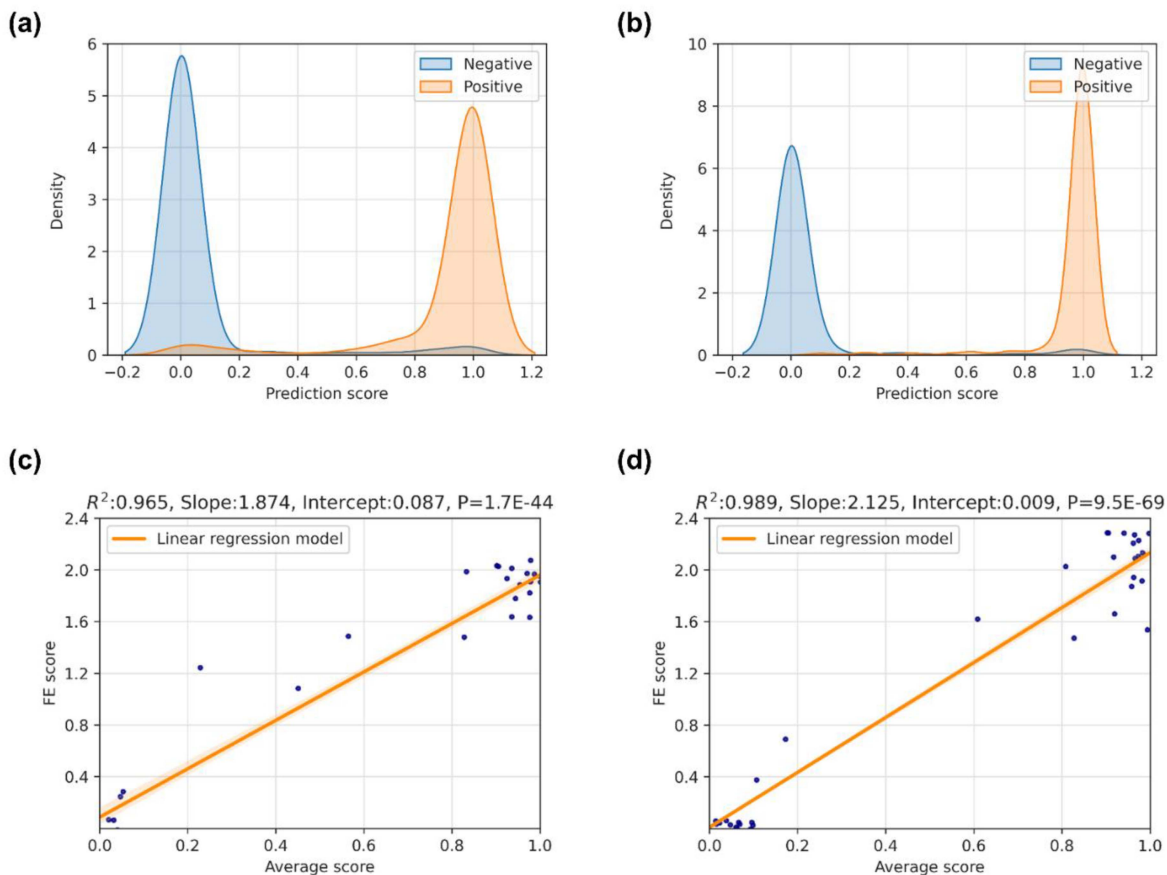 (a)
6
5
4
3
2
1
0
Density
Negative
Positive
−0.2 0.0 0.2 0.4 0.6 0.8 1.0 1.2
Prediction score
(b)
10
8
6
4
2
0
Density
Negative
Positive
−0.2 0.0 0.2 0.4 0.6 0.8 1.0 1.2
Prediction score
(c)
R²:0.965, Slope:1.874, Intercept:0.087, P=1.7E-44
2.4
2.0
1.6
1.2
0.8
0.4
FE score
Linear regression model
0.0 0.2 0.4 0.6 0.8 1.0
Average score
(d)
R²:0.989, Slope:2.125, Intercept:0.009, P=9.5E-69
2.4
2.0
1.6
1.2
0.8
0.4
FE score
Linear regression model
0.0 0.2 0.4 0.6 0.8 1.0
Average score